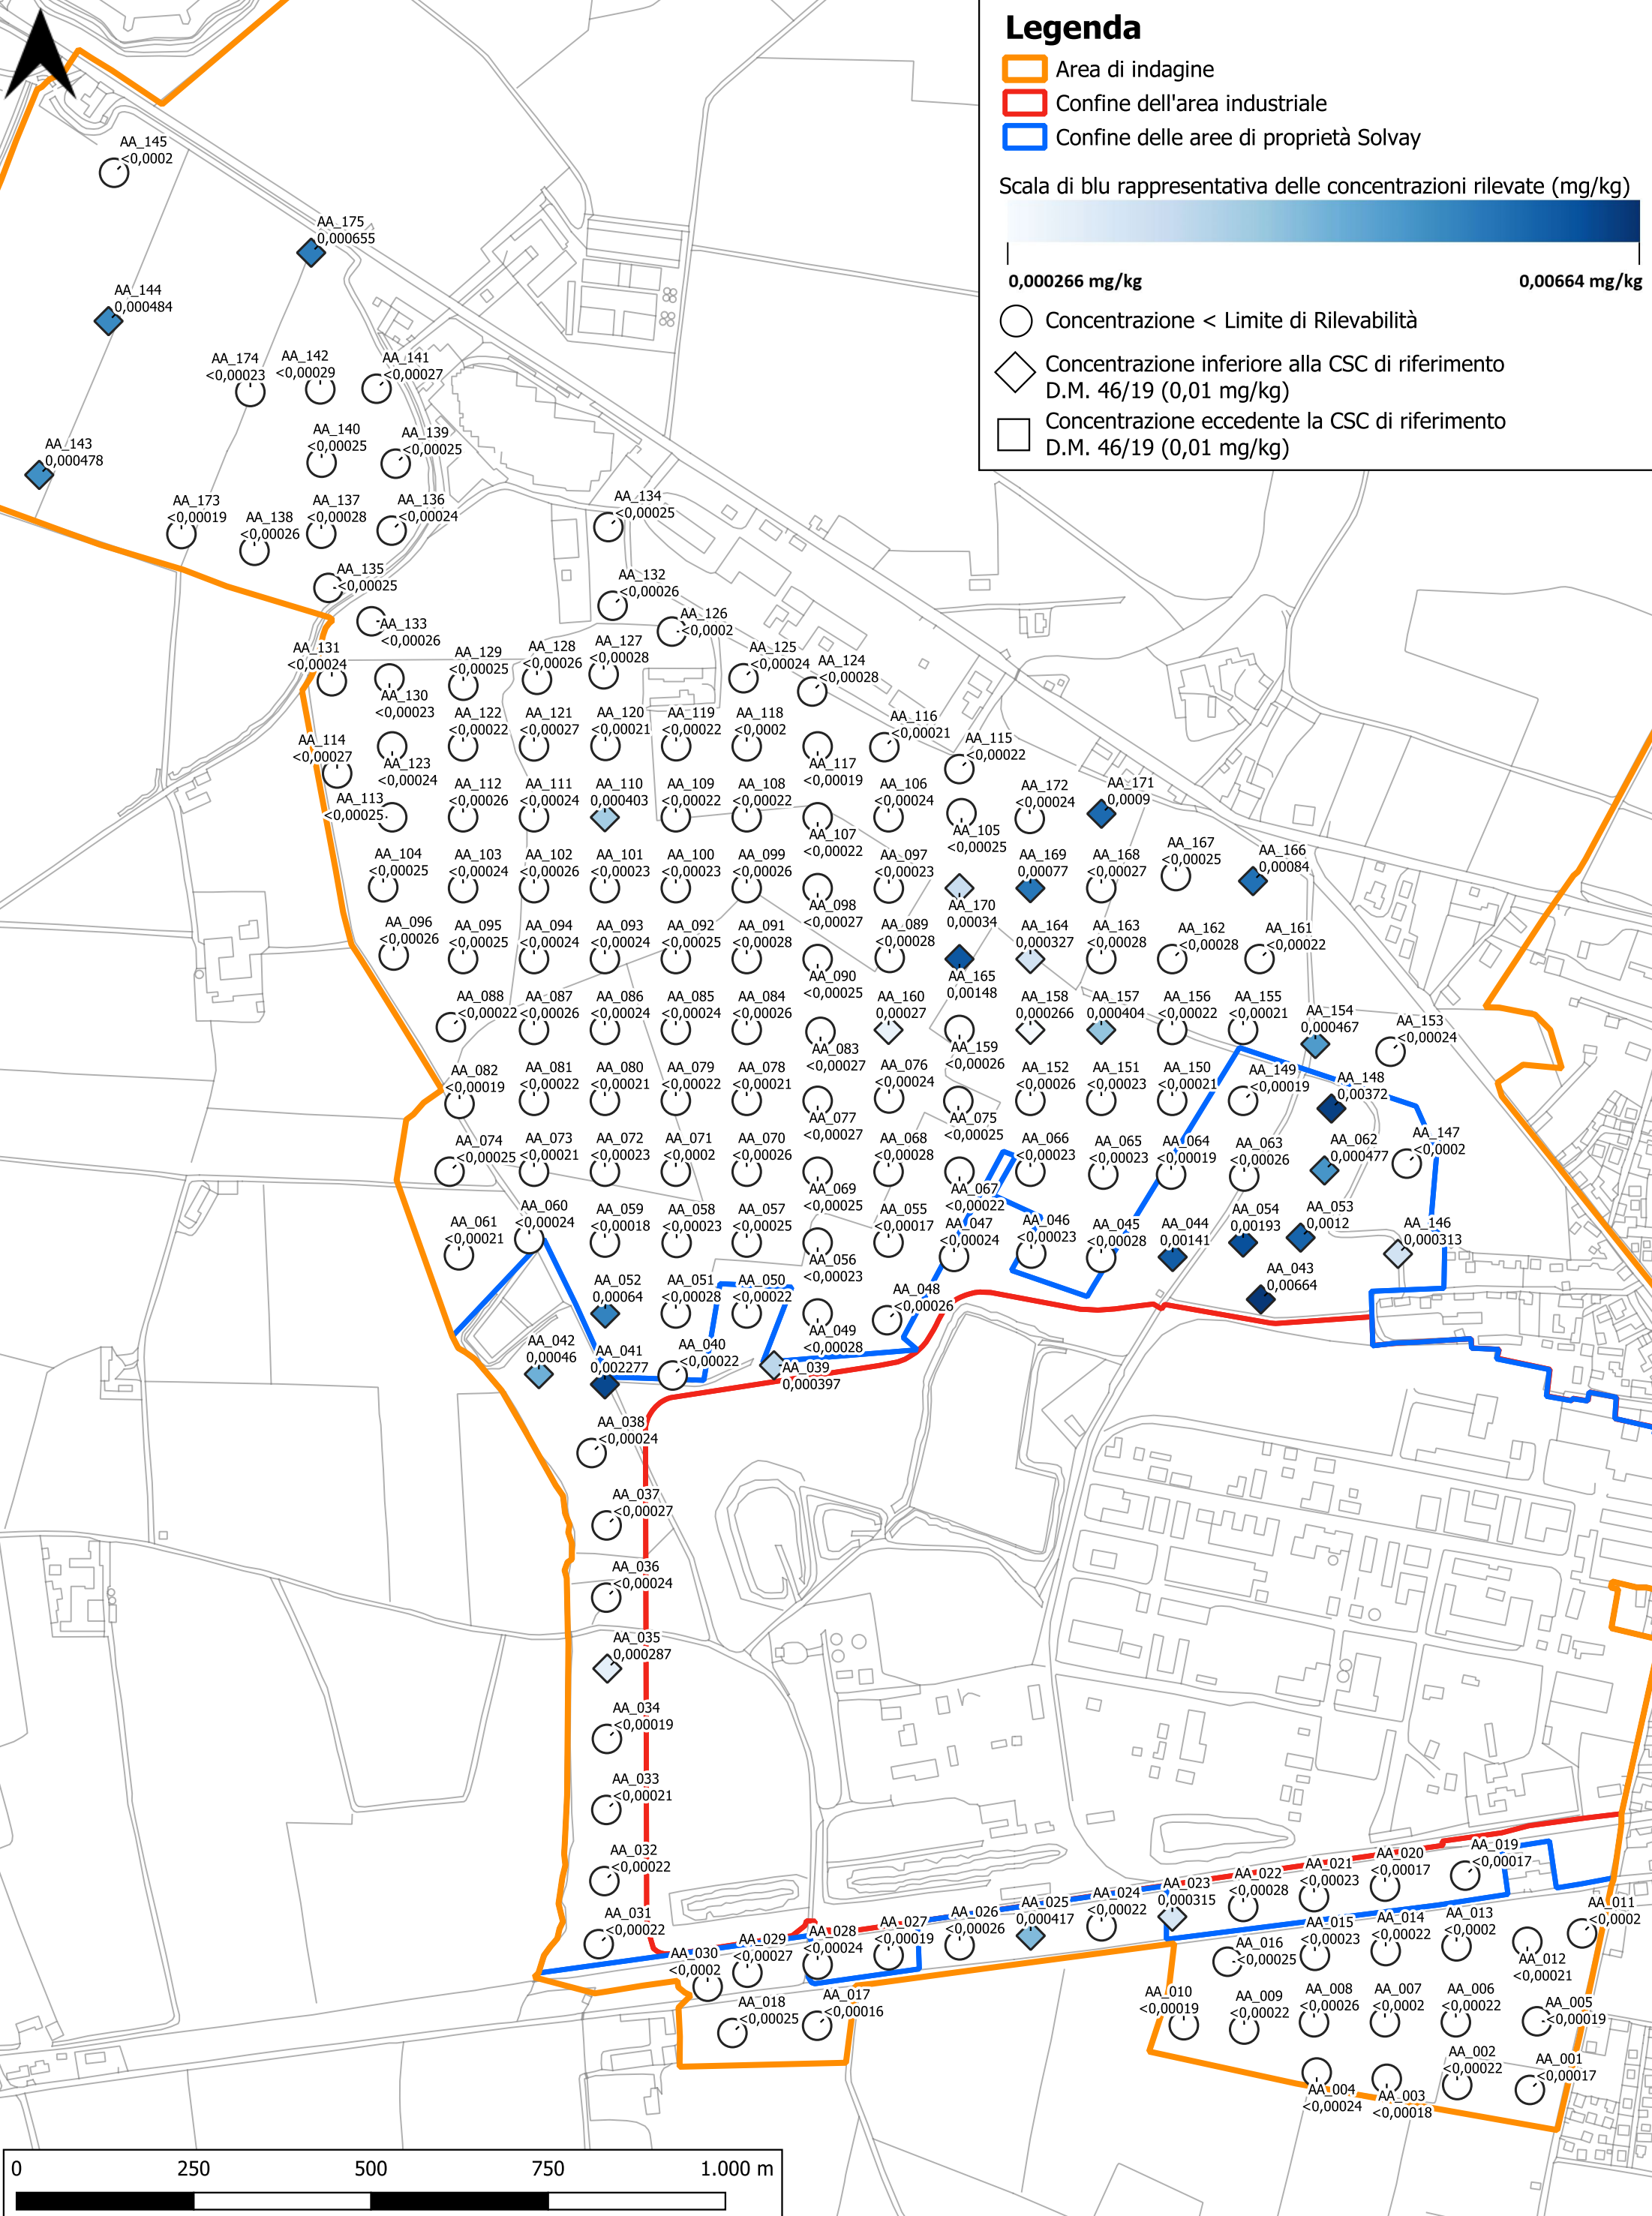 Legenda
Area di indagine
Confine dell'area industriale
Confine delle aree di proprietà Solvay
Scala di blu rappresentativa delle concentrazioni rilevate (mg/kg)
0,000266 mg/kg
0,00664 mg/kg
Concentrazione < Limite di Rilevabilità
Concentrazione inferiore alla CSC di riferimento
D.M. 46/19 (0,01 mg/kg)
Concentrazione eccedente la CSC di riferimento
D.M. 46/19 (0,01 mg/kg)
AA_145
<0,0002
AA_175
0,000655
AA_144
0,000484
AA_174
<0,00023
AA_142
<0,00029
AA_141
<0,00027
AA_143
0,000478
AA_140
<0,00025
AA_139
<0,00025
AA_173
<0,00019
AA_138
<0,00026
AA_137
<0,00028
AA_136
<0,00024
AA_134
<0,00025
AA_135
<0,00025
AA_132
<0,00026
AA_133
<0,00026
AA_126
<0,0002
AA_131
<0,00024
AA_129
<0,00025
AA_128
<0,00026
AA_127
<0,00028
AA_125
<0,00024
AA_124
<0,00028
AA_130
<0,00023
AA_122
<0,00022
AA_121
<0,00027
AA_120
<0,00021
AA_119
<0,00022
AA_118
<0,0002
AA_116
<0,00021
AA_115
<0,00022
AA_114
<0,00027
AA_123
<0,00024
AA_117
<0,00019
AA_113
<0,00025
AA_112
<0,00026
AA_111
<0,00024
AA_110
0,000403
AA_109
<0,00022
AA_108
<0,00022
AA_106
<0,00024
AA_172
<0,00024
AA_171
0,0009
AA_107
<0,00022
AA_105
<0,00025
AA_104
<0,00025
AA_103
<0,00024
AA_102
<0,00026
AA_101
<0,00023
AA_100
<0,00023
AA_099
<0,00026
AA_097
<0,00023
AA_169
0,00077
AA_168
<0,00027
AA_167
<0,00025
AA_166
0,00084
AA_098
<0,00027
AA_170
0,00034
AA_096
<0,00026
AA_095
<0,00025
AA_094
<0,00024
AA_093
<0,00024
AA_092
<0,00025
AA_091
<0,00028
AA_089
<0,00028
AA_164
0,000327
AA_163
<0,00028
AA_162
<0,00028
AA_161
<0,00022
AA_090
<0,00025
AA_165
0,00148
AA_088
<0,00022
AA_087
<0,00026
AA_086
<0,00024
AA_085
<0,00024
AA_084
<0,00026
AA_160
0,00027
AA_158
0,000266
AA_157
0,000404
AA_156
<0,00022
AA_155
<0,00021
AA_154
0,000467
AA_153
<0,00024
AA_083
<0,00027
AA_159
<0,00026
AA_082
<0,00019
AA_081
<0,00022
AA_080
<0,00021
AA_079
<0,00022
AA_078
<0,00021
AA_076
<0,00024
AA_152
<0,00026
AA_151
<0,00023
AA_150
<0,00021
AA_149
<0,00019
AA_148
0,00372
AA_077
<0,00027
AA_075
<0,00025
AA_074
<0,00025
AA_073
<0,00021
AA_072
<0,00023
AA_071
<0,0002
AA_070
<0,00026
AA_068
<0,00028
AA_066
<0,00023
AA_065
<0,00023
AA_064
<0,00019
AA_063
<0,00026
AA_062
0,000477
AA_147
<0,0002
AA_069
<0,00025
AA_067
<0,00022
AA_061
<0,00021
AA_060
<0,00024
AA_059
<0,00018
AA_058
<0,00023
AA_057
<0,00025
AA_055
<0,00017
AA_047
<0,00024
AA_046
<0,00023
AA_045
<0,00028
AA_044
0,00141
AA_054
0,00193
AA_053
0,0012
AA_146
0,000313
AA_056
<0,00023
AA_043
0,00664
AA_052
0,00064
AA_051
<0,00028
AA_050
<0,00022
AA_048
<0,00026
AA_049
<0,00028
AA_042
0,00046
AA_041
0,002277
AA_040
<0,00022
AA_039
0,000397
AA_038
<0,00024
AA_037
<0,00027
AA_036
<0,00024
AA_035
0,000287
AA_034
<0,00019
AA_033
<0,00021
AA_032
<0,00022
AA_031
<0,00022
AA_030
<0,0002
AA_029
<0,00027
AA_028
<0,00024
AA_027
<0,00019
AA_026
<0,00026
AA_025
0,000417
AA_024
<0,00022
AA_023
0,000315
AA_022
<0,00028
AA_021
<0,00023
AA_020
<0,00017
AA_019
<0,00017
AA_018
<0,00025
AA_017
<0,00016
AA_016
<0,00025
AA_015
<0,00023
AA_014
<0,00022
AA_013
<0,0002
AA_011
<0,0002
AA_012
<0,00021
AA_010
<0,00019
AA_009
<0,00022
AA_008
<0,00026
AA_007
<0,0002
AA_006
<0,00022
AA_005
<0,00019
AA_004
<0,00024
AA_003
<0,00018
AA_002
<0,00022
AA_001
<0,00017
0 250 500 750 1.000 m